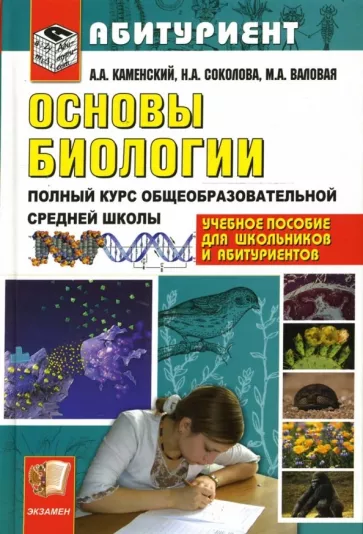 АБИТУРИЕНТ
А.А. КАМЕНСКИЙ, Н.А. СОКОЛОВА, М.А. ВАЛОВАЯ
ОСНОВЫ
БИОЛОГИИ
ПОЛНЫЙ КУРС ОБЩЕОБРАЗОВАТЕЛЬНОЙ
СРЕДНЕЙ ШКОЛЫ
УЧЕБНОЕ ПОСОБИЕ
ДЛЯ ШКОЛЬНИКОВ
И АБИТУРИЕНТОВ
ЭКЗАМЕН